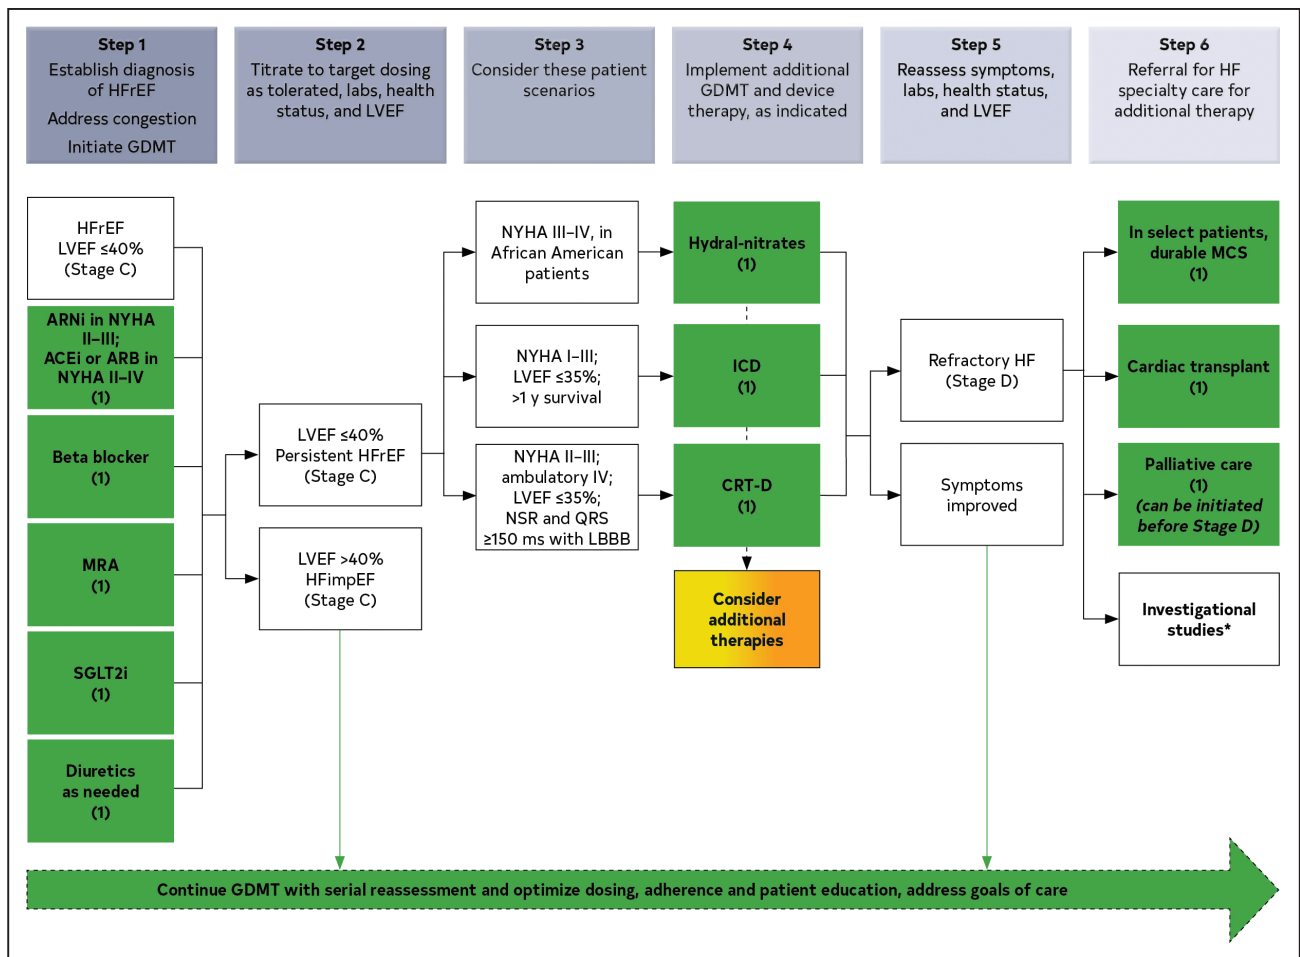 Step 1
Establish diagnosis
of HFrEF
Address congestion
Initiate GDMT
Step 2
Titrate to target dosing
as tolerated, labs, health
status, and LVEF
Step 3
Consider these patient
scenarios
Step 4
Implement additional
GDMT and device
therapy, as indicated
Step 5
Reassess symptoms,
labs, health status,
and LVEF
Step 6
Referral for HF
specialty care for
additional therapy
HFrEF
LVEF ≤40%
(Stage C)
ARNi in NYHA
II–III;
ACEi or ARB in
NYHA II–IV
(1)
Beta blocker
(1)
MRA
(1)
SGLT2i
(1)
Diuretics
as needed
(1)
LVEF ≤40%
Persistent HFrEF
(Stage C)
LVEF >40%
HFimpEF
(Stage C)
NYHA III–IV, in
African American
patients
NYHA I–III;
LVEF ≤35%;
>1 y survival
NYHA II–III;
ambulatory IV;
LVEF ≤35%;
NSR and QRS
≥150 ms with LBBB
Hydral-nitrates
(1)
ICD
(1)
CRT-D
(1)
Consider
additional
therapies
Refractory HF
(Stage D)
Symptoms
improved
In select patients,
durable MCS
(1)
Cardiac transplant
(1)
Palliative care
(1)
(can be initiated
before Stage D)
Investigational
studies*
Continue GDMT with serial reassessment and optimize dosing, adherence and patient education, address goals of care